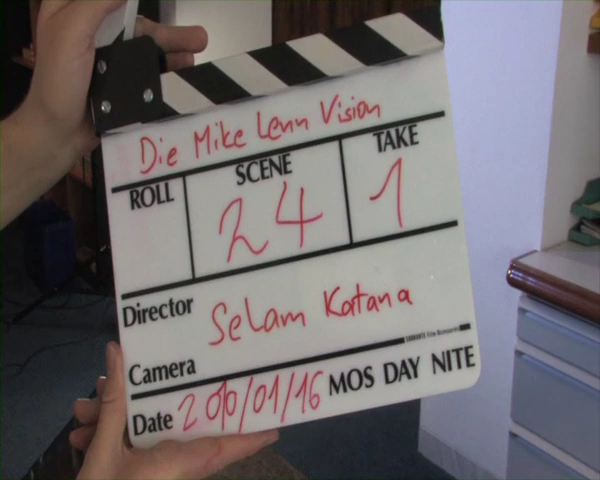 Die Mike Lenn Vision
ROLL SCENE TAKE
24 1
Director Selam Katana
Camera
Date 20/01/16 MOS DAY NITE